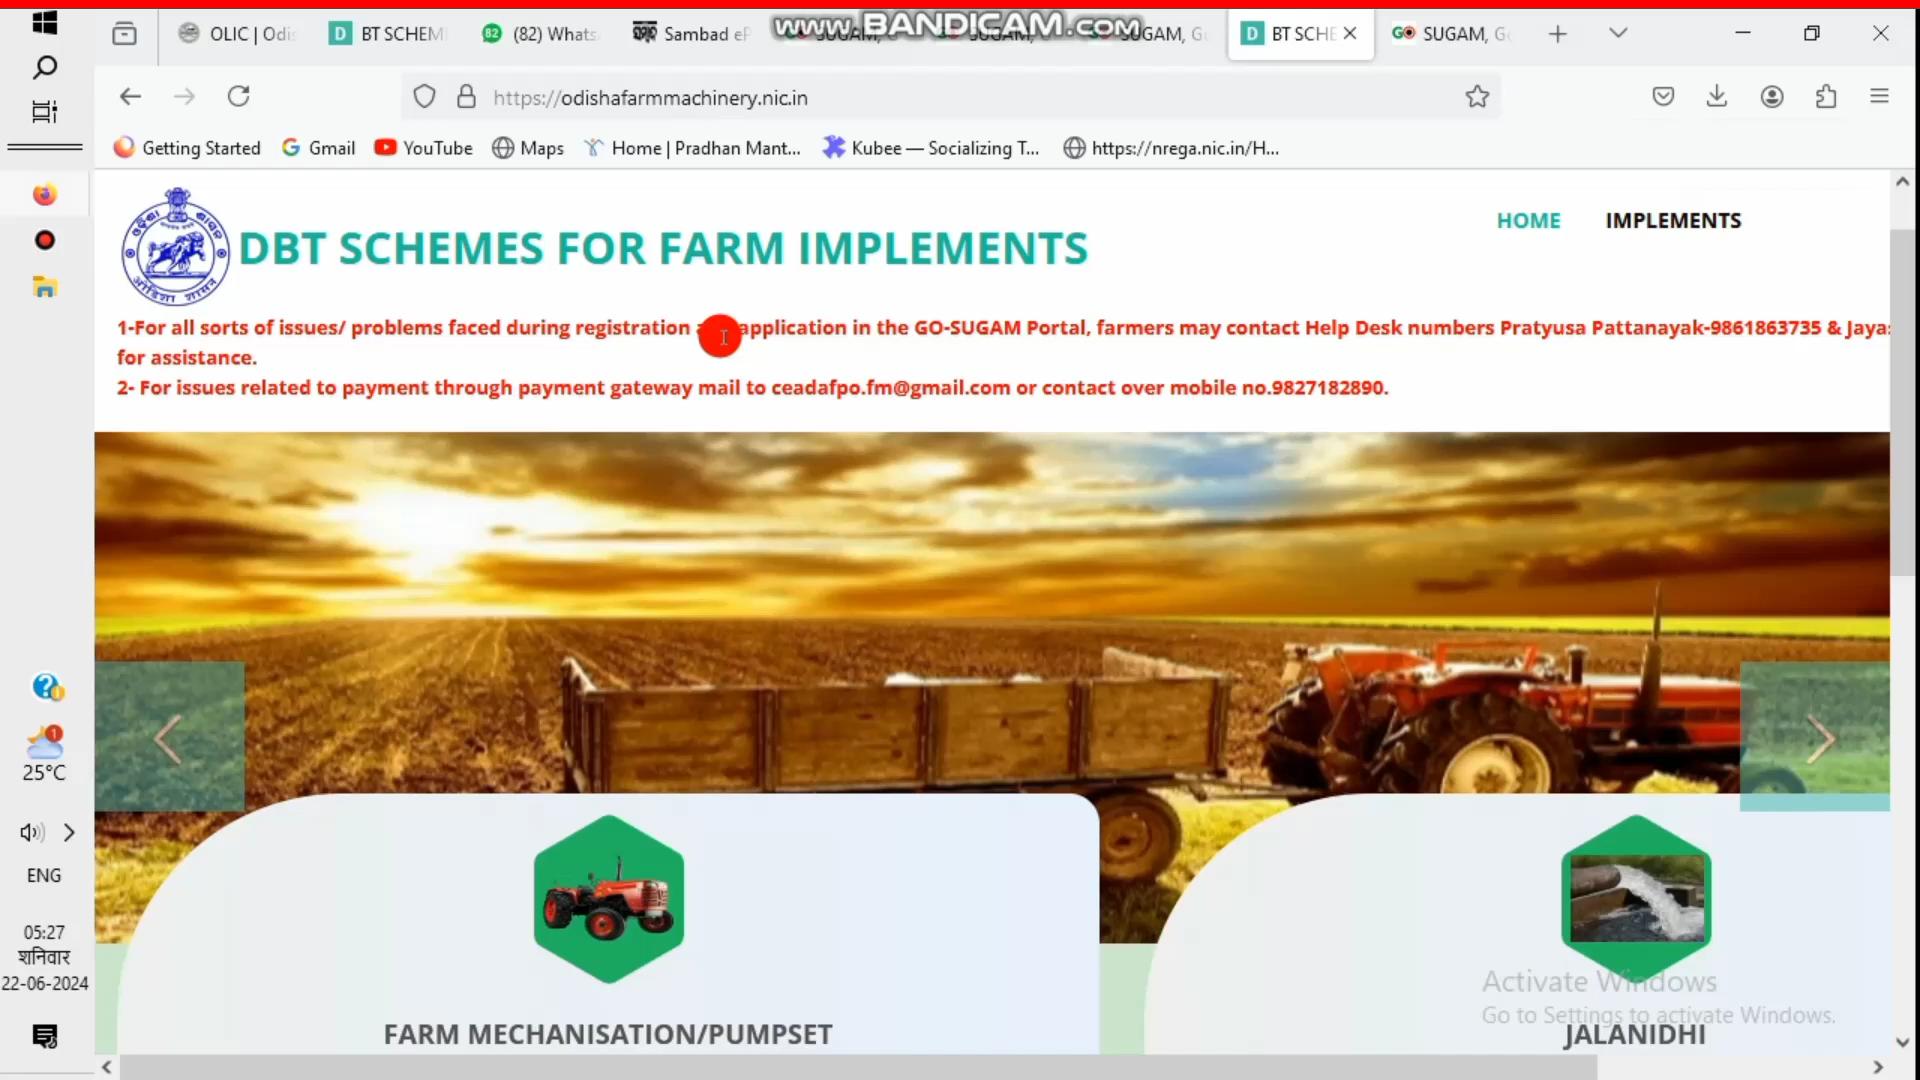 www.BANDICAM.com
OLIC | Odi
BT SCHEM
(82) Whats
Sambad eP
SUGAM, G
SUGAM,
SUGAM, G
BT SCHE
SUGAM, G
https://odishafarmmachinery.nic.in
Getting Started
Gmail
YouTube
Maps
Home | Pradhan Mant...
Kubee — Socializing T...
https://nrega.nic.in/H...
DBT SCHEMES FOR FARM IMPLEMENTS
HOME
IMPLEMENTS
1-For all sorts of issues/ problems faced during registration application in the GO-SUGAM Portal, farmers may contact Help Desk numbers Pratyusa Pattanayak-9861863735 & Jaya
for assistance.
2- For issues related to payment through payment gateway mail to ceadafpo.fm@gmail.com or contact over mobile no.9827182890.
FARM MECHANISATION/PUMPSET
JALANIDHI
Activate Windows
Go to Settings to activate Windows.
25°C
ENG
05:27
शनिवार
22-06-2024